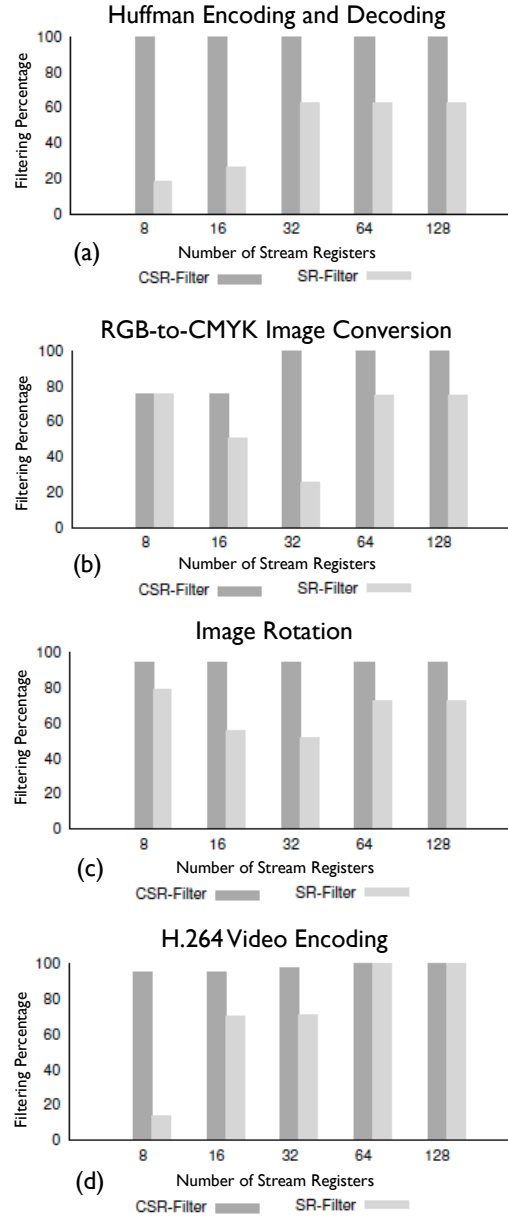 Huffman Encoding and Decoding
Filtering Percentage
100
80
60
40
20
0
8 16 32 64 128
(a)
Number of Stream Registers
CSR-Filter SR-Filter
RGB-to-CMYK Image Conversion
Filtering Percentage
100
80
60
40
20
0
8 16 32 64 128
(b)
Number of Stream Registers
CSR-Filter SR-Filter
Image Rotation
Filtering Percentage
100
80
60
40
20
0
8 16 32 64 128
(c)
Number of Stream Registers
CSR-Filter SR-Filter
H.264 Video Encoding
Filtering Percentage
100
80
60
40
20
0
8 16 32 64 128
(d)
Number of Stream Registers
CSR-Filter SR-Filter